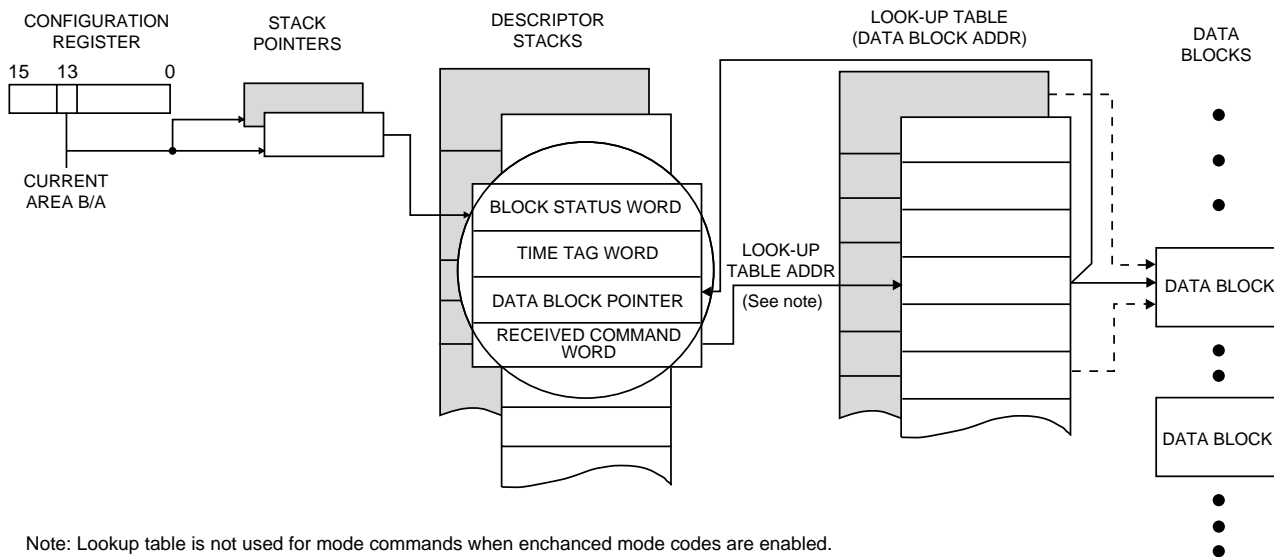 CONFIGURATION
REGISTER
15 13 0
CURRENT
AREA B/A
STACK
POINTERS
DESCRIPTOR
STACKS
BLOCK STATUS WORD
TIME TAG WORD
DATA BLOCK POINTER
RECEIVED COMMAND
WORD
LOOK-UP
TABLE ADDR
(See note)
LOOK-UP TABLE
(DATA BLOCK ADDR)
DATA
BLOCKS
DATA BLOCK
DATA BLOCK
Note: Lookup table is not used for mode commands when enchanced mode codes are enabled.